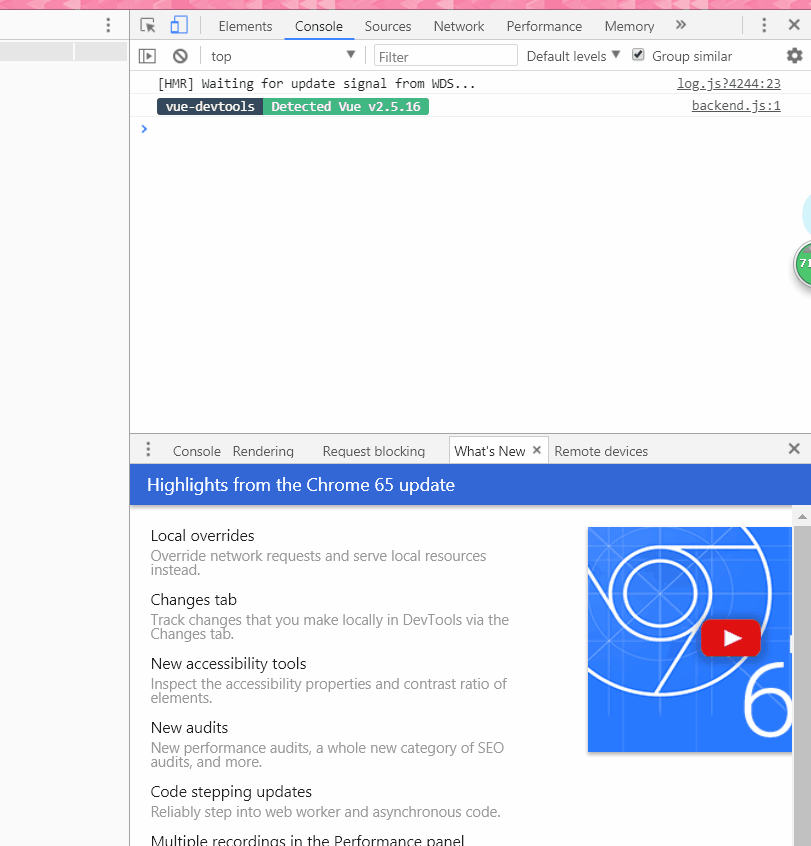 Elements Console Sources Network Performance Memory »
top Filter Default levels Group similar
[HMR] Waiting for update signal from WDS... log.js?4244:23
vue-devtools Detected Vue v2.5.16 backend.js:1
71
Console Rendering Request blocking What's New Remote devices
Highlights from the Chrome 65 update
Local overrides
Override network requests and serve local resources
instead.
Changes tab
Track changes that you make locally in DevTools via the
Changes tab.
New accessibility tools
Inspect the accessibility properties and contrast ratio of
elements.
New audits
New performance audits, a whole new category of SEO
audits, and more.
Code stepping updates
Reliably step into web worker and asynchronous code.
Multiple recordings in the Performance panel
6